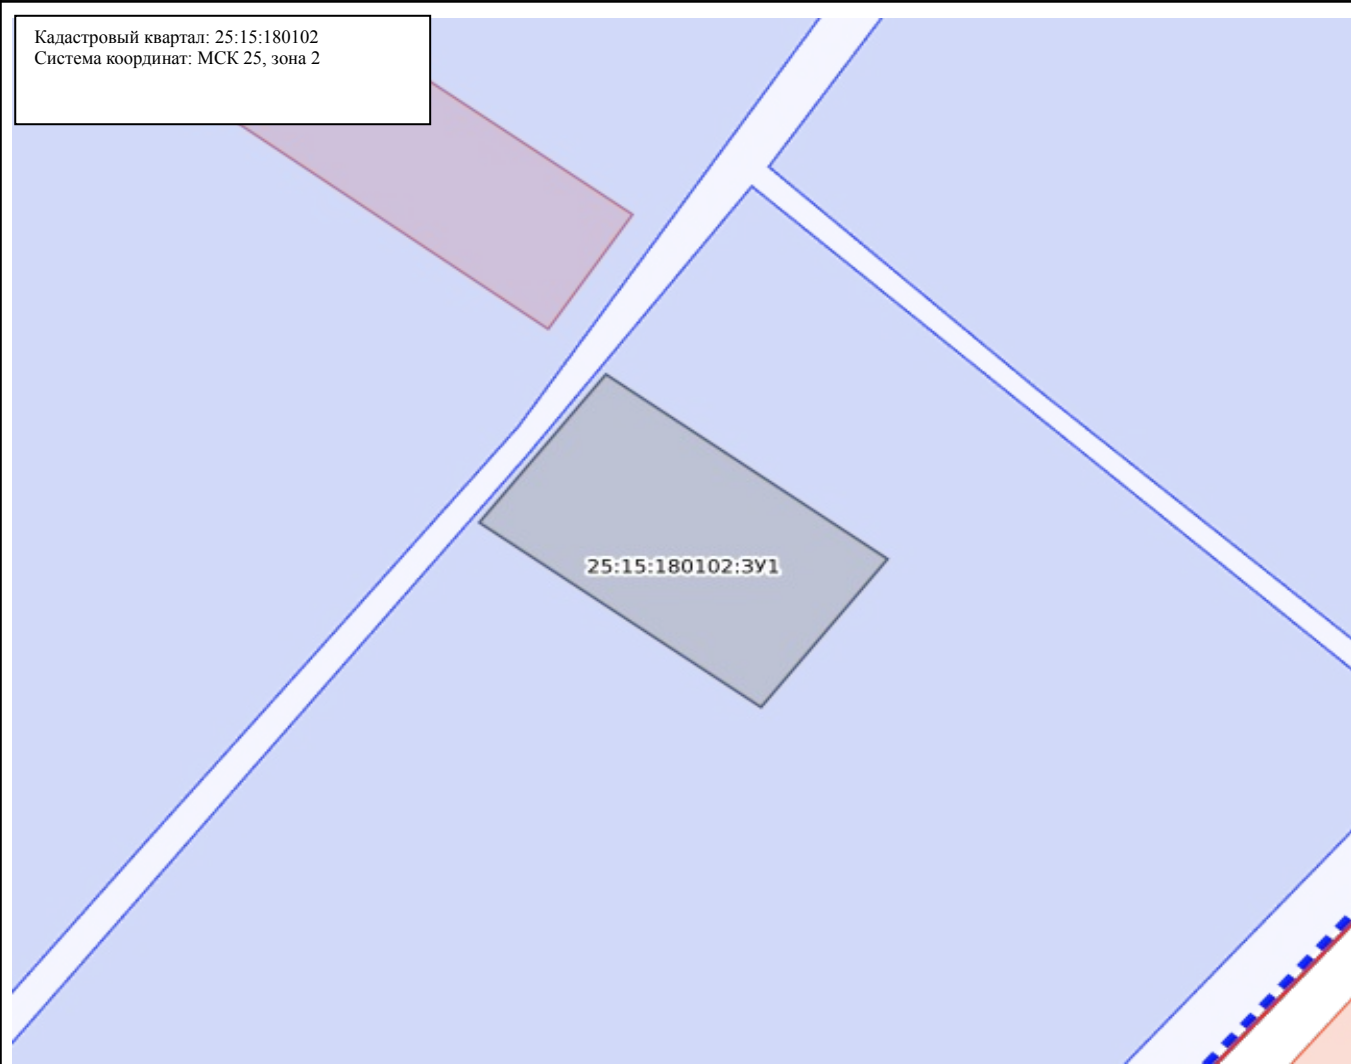 Кадастровый квартал: 25:15:180102
Система координат: МСК 25, зона 2
25:15:180102:ЗУ1